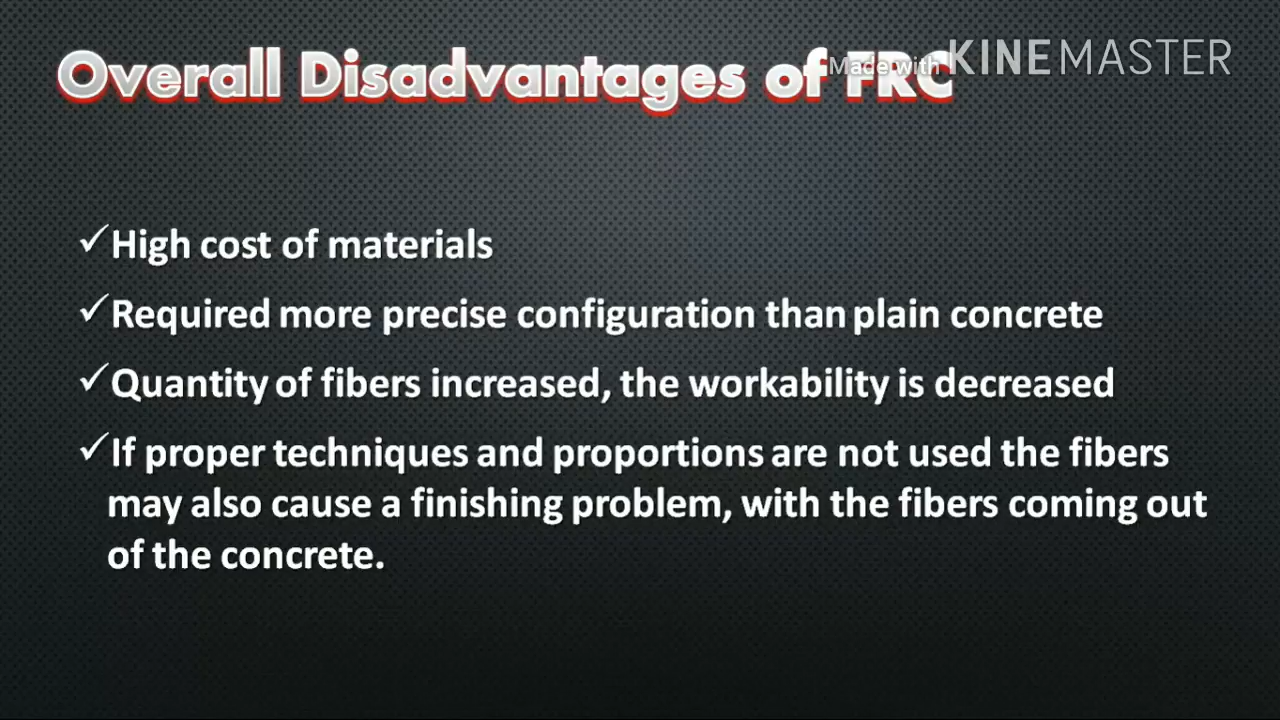 Overall Disadvantages of FRC
Made with KINEMASTER
✓High cost of materials
✓Required more precise configuration than plain concrete
✓Quantity of fibers increased, the workability is decreased
✓If proper techniques and proportions are not used the fibers
may also cause a finishing problem, with the fibers coming out
of the concrete.